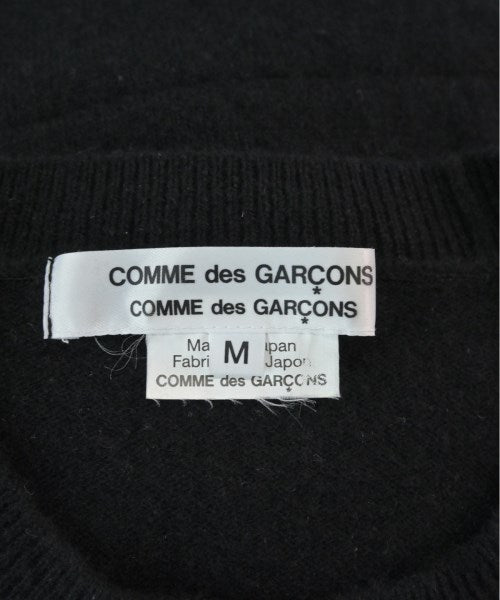 COMME des GARÇONS
*
COMME des GARÇONS
*
Ma M apan
Fabri Japon
COMME des GARÇONS